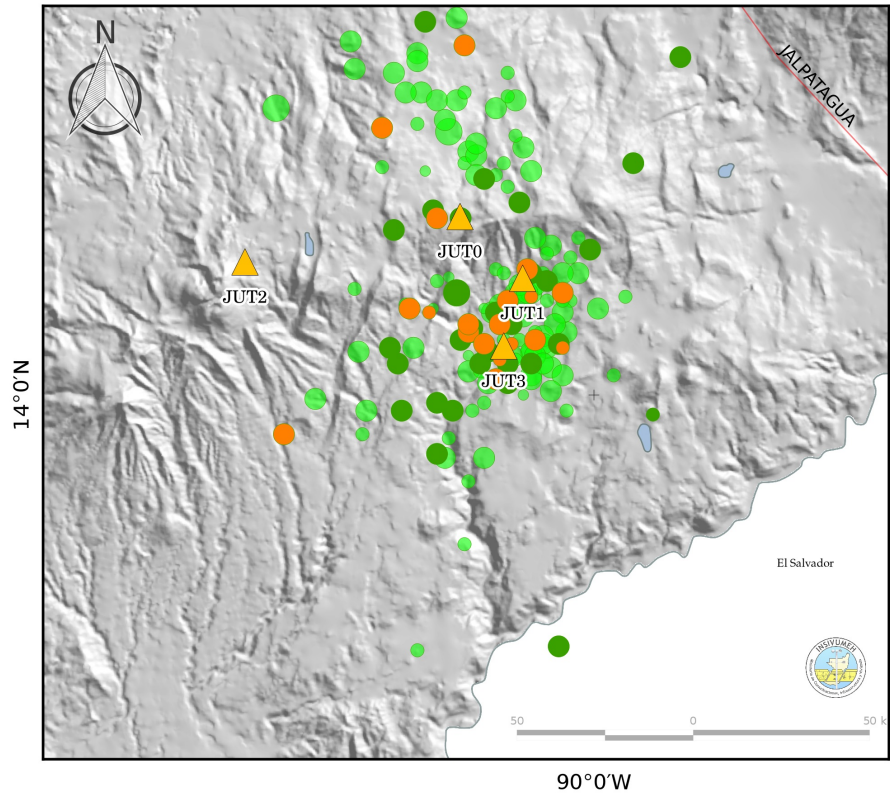 N
JALPATAGUA
JUT0
JUT2
JUT1
JUT3
14°0′N
El Salvador
INSIVUMEH
50 0 50 k
90°0′W